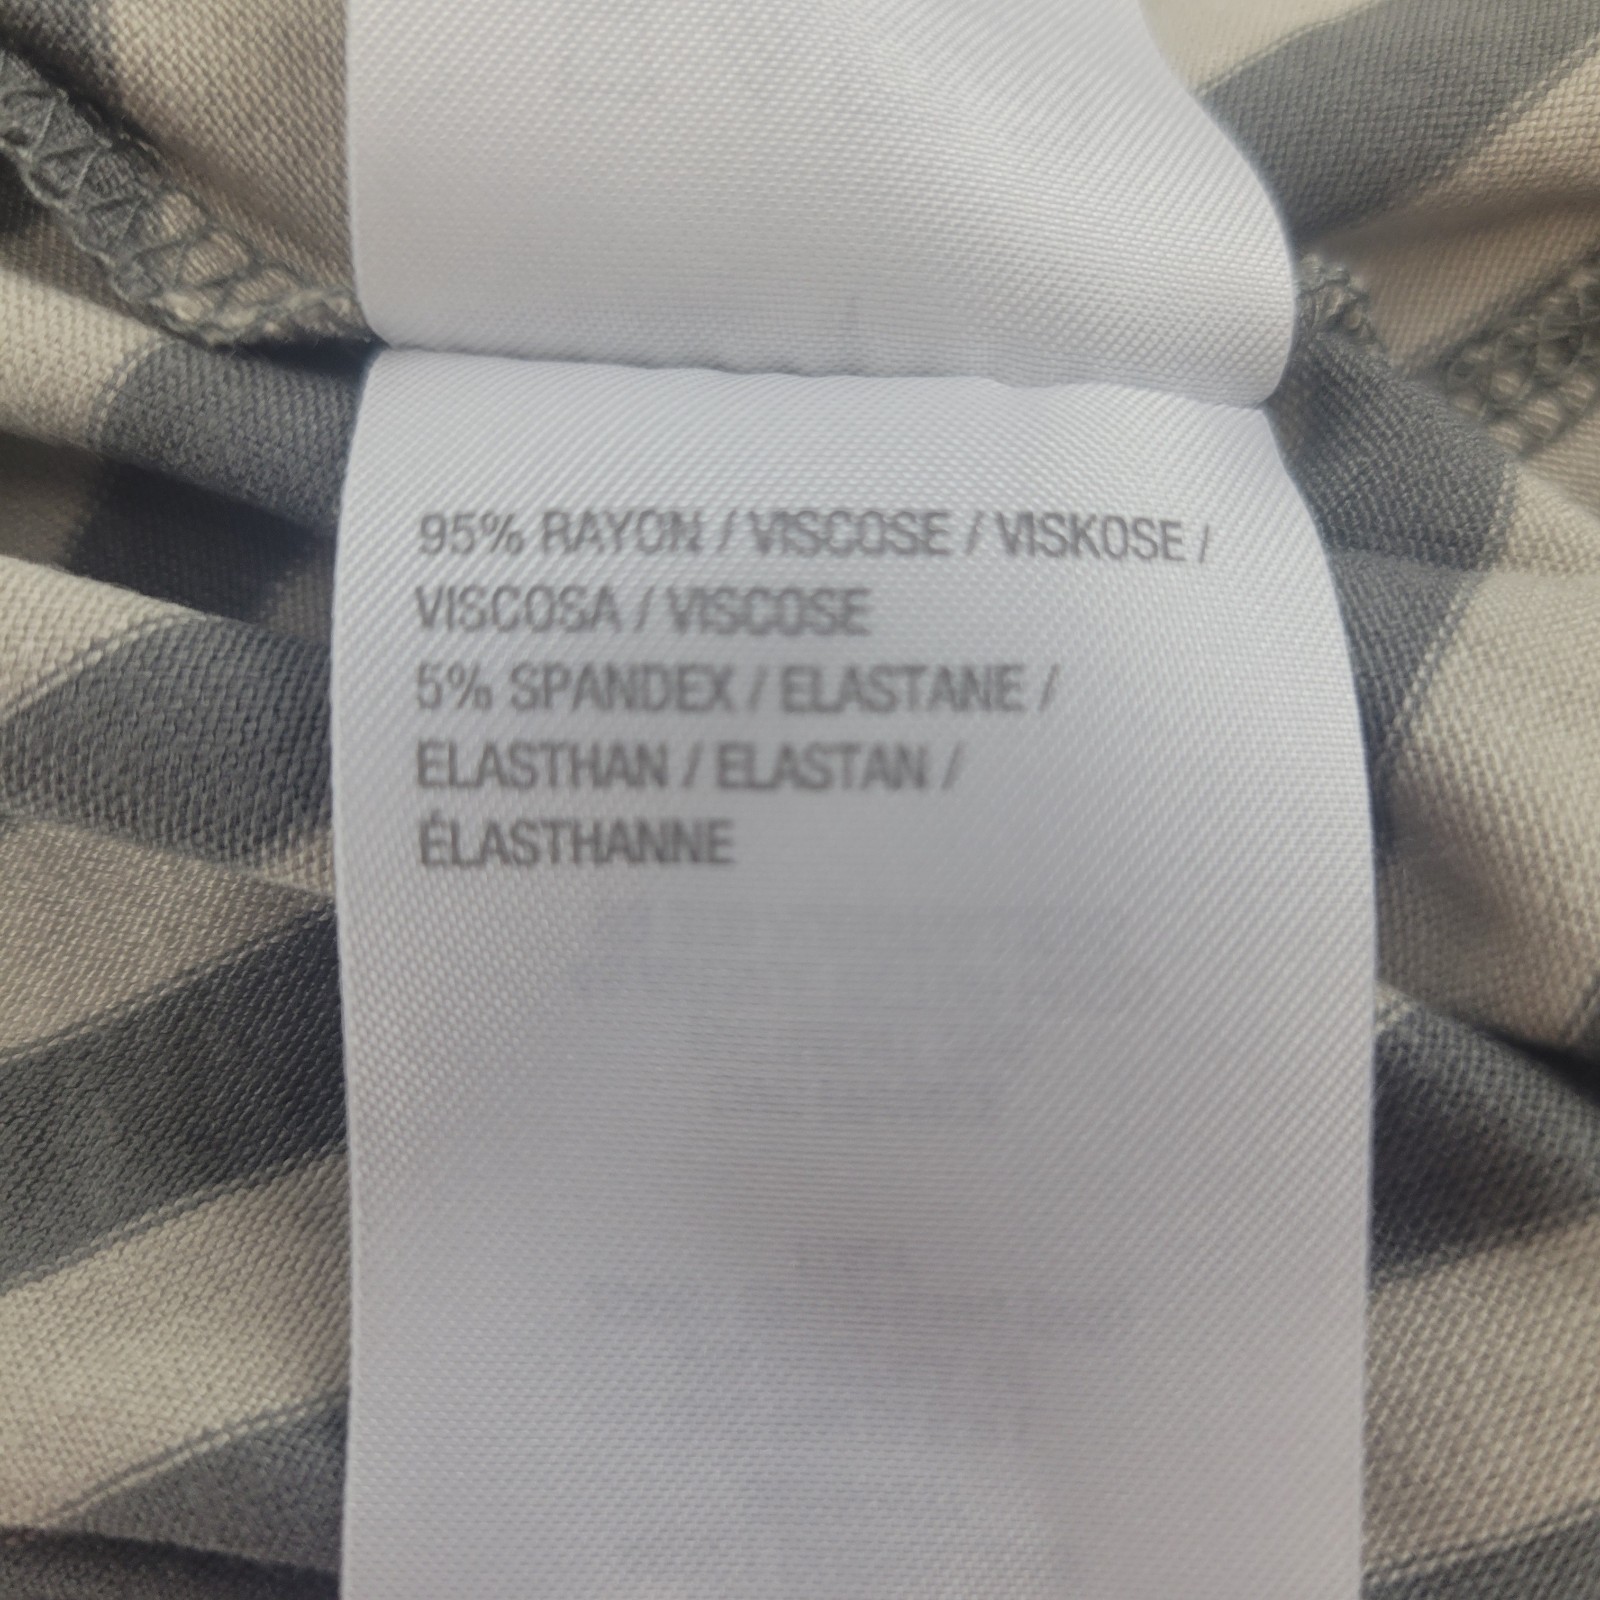 95% RAYON / VISCOSE / VISKOSE /
VISCOSA / VISCOSE
5% SPANDEX / ELASTANE /
ELASTHAN / ELASTAN /
ÉLASTHANNE